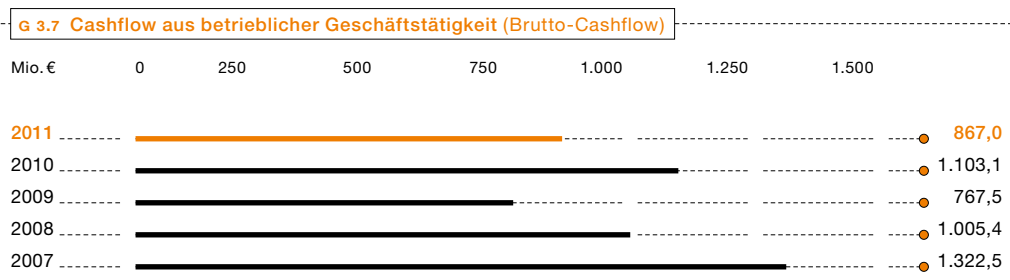 G 3.7 Cashflow aus betrieblicher Geschäftstätigkeit (Brutto-Cashflow)
Mio. € 0 250 500 750 1.000 1.250 1.500
2011 867,0
2010 1.103,1
2009 767,5
2008 1.005,4
2007 1.322,5